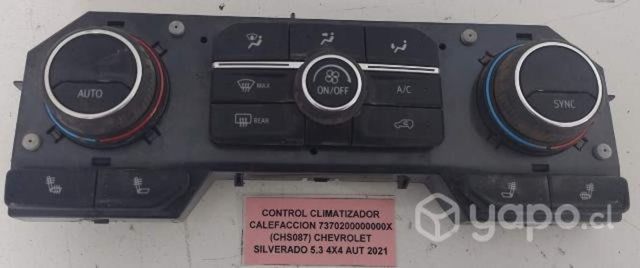 AUTO
MAX
ON/OFF
A/C
SYNC
REAR
CONTROL CLIMATIZADOR
CALEFACCION 7370200000000X
(CHS087) CHEVROLET
SILVERADO 5.3 4X4 AUT 2021
yapo.cl